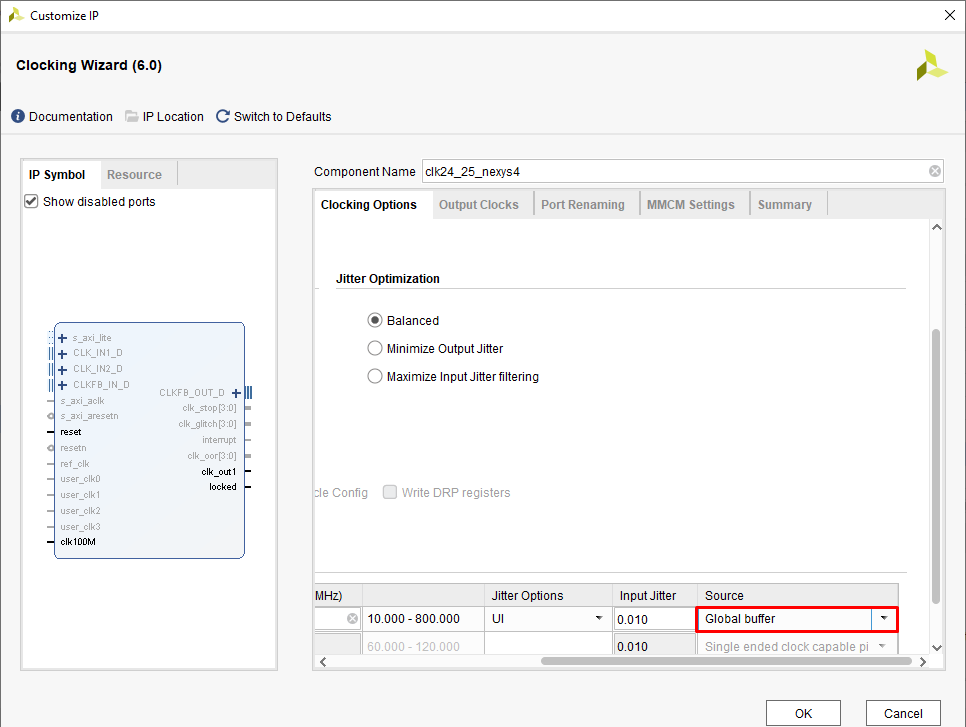 Customize IP
Clocking Wizard (6.0)
Documentation IP Location Switch to Defaults
IP Symbol Resource
Show disabled ports
s_axi_lite
CLK_IN1_D
CLK_IN2_D
CLKFB_IN_D
s_axi_aclk
s_axi_aresetn
reset
resetn
ref_clk
user_clk0
user_clk1
user_clk2
user_clk3
clk100M
CLKFB_OUT_D
clk_stop[3:0]
clk_glitch[3:0]
interrupt
clk_oor[3:0]
clk_out1
locked
Component Name clk24_25_nexys4
Clocking Options Output Clocks Port Renaming MMCM Settings Summary
Jitter Optimization
Balanced
Minimize Output Jitter
Maximize Input Jitter filtering
cle Config Write DRP registers
MHz) Jitter Options Input Jitter Source
10.000 - 800.000 UI 0.010 Global buffer
60.000 - 120.000 0.010 Single ended clock capable pi
OK Cancel